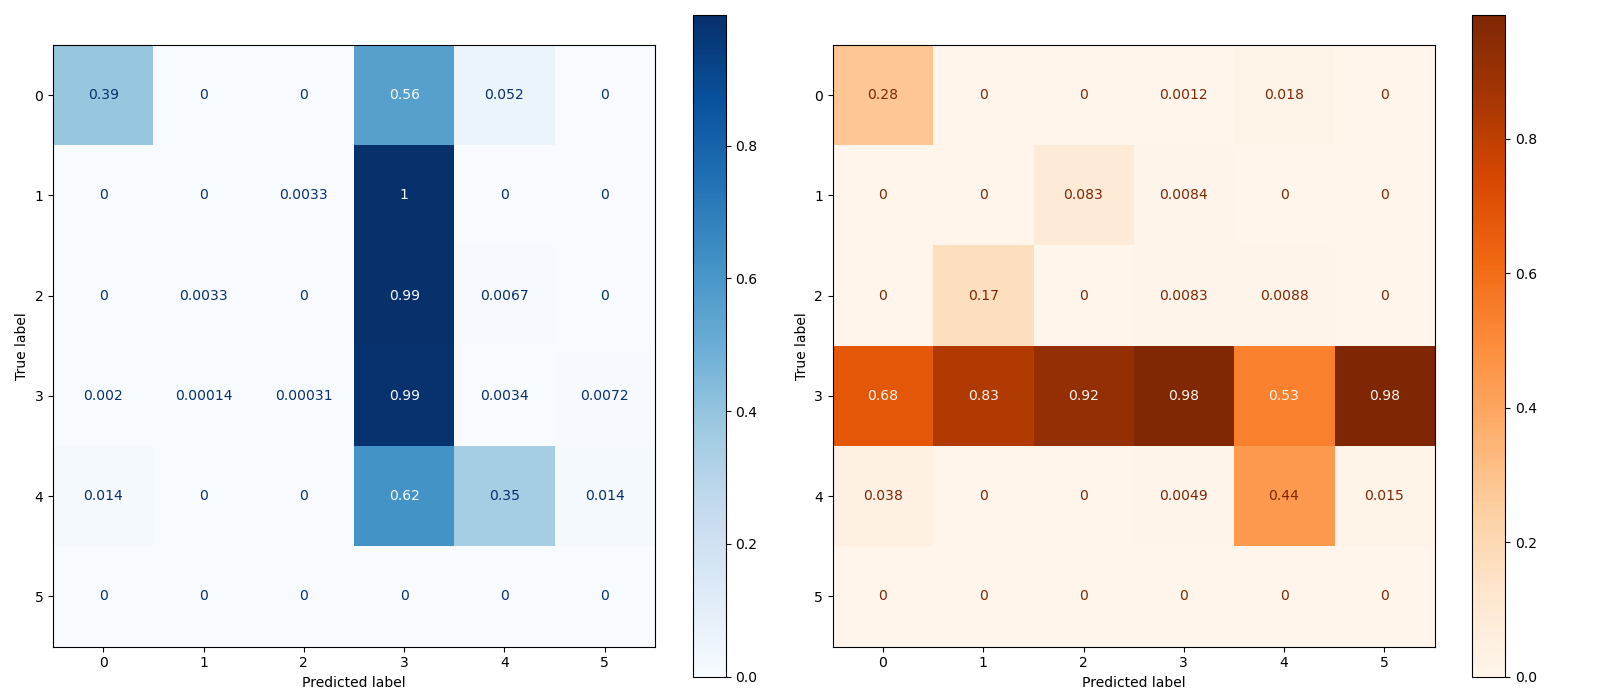 0 0.39 0 0 0.56 0.052 0
1 0 0 0.0033 1 0 0
2 0 0.0033 0 0.99 0.0067 0
3 0.002 0.00014 0.00031 0.99 0.0034 0.0072
4 0.014 0 0 0.62 0.35 0.014
5 0 0 0 0 0 0
0 1 2 3 4 5
True label
Predicted label
0.8
0.6
0.4
0.2
0.0
0 0.28 0 0 0.0012 0.018 0
1 0 0 0.083 0.0084 0 0
2 0 0.17 0 0.0083 0.0088 0
3 0.68 0.83 0.92 0.98 0.53 0.98
4 0.038 0 0 0.0049 0.44 0.015
5 0 0 0 0 0 0
0 1 2 3 4 5
True label
Predicted label
0.8
0.6
0.4
0.2
0.0